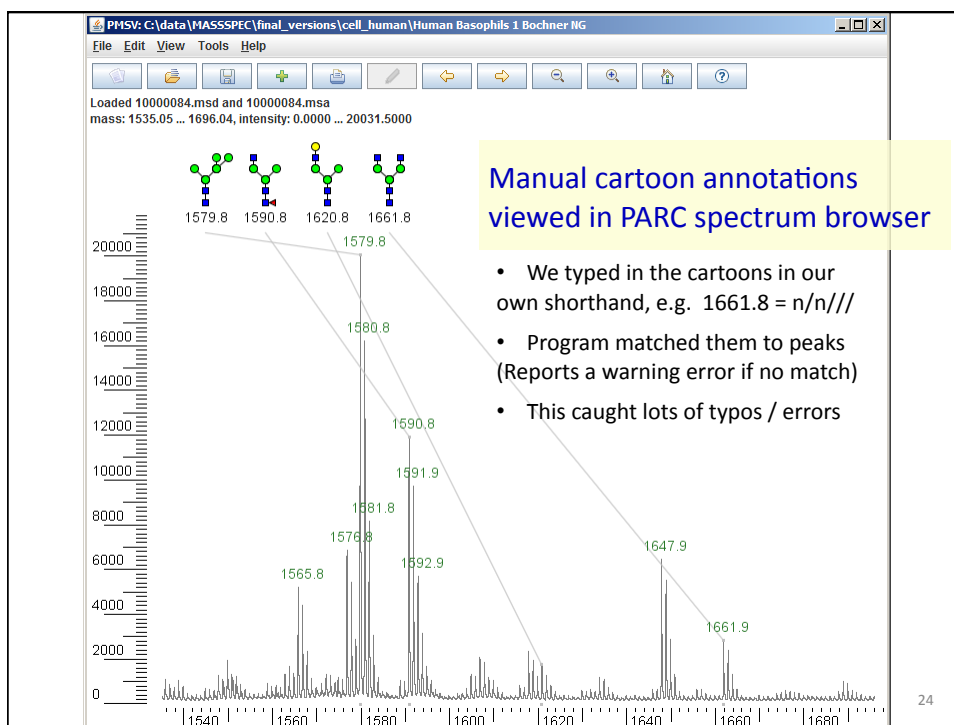 PMSV: C:\data\MASSSPEC\final_versions\cell_human\Human Basophils 1 Bochner NG
File Edit View Tools Help
Loaded 10000084.msd and 10000084.msa
mass: 1535.05 ... 1696.04, intensity: 0.0000 ... 20031.5000
1579.8 1590.8 1620.8 1661.8
Manual cartoon annotations
viewed in PARC spectrum browser
• We typed in the cartoons in our
own shorthand, e.g. 1661.8 = n/n///
• Program matched them to peaks
(Reports a warning error if no match)
• This caught lots of typos / errors
20000
18000
16000
14000
12000
10000
8000
6000
4000
2000
0
1579.8
1580.8
1590.8
1591.9
1581.8
1576.8
1592.9
1565.8
1647.9
1661.9
1540 1560 1580 1600 1620 1640 1660 1680
24